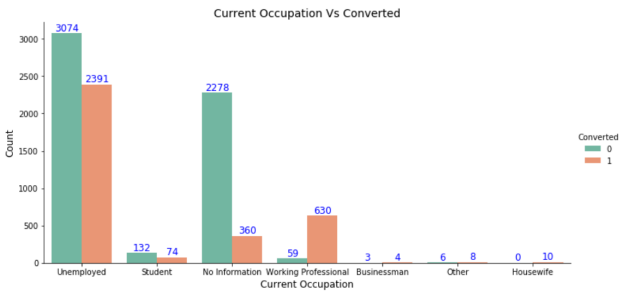 Current Occupation Vs Converted
3074
2391
132
74
2278
360
59
630
3
4
6
8
0
10
3000
2500
2000
1500
1000
500
0
Count
Unemployed
Student
No Information
Working Professional
Businessman
Other
Housewife
Current Occupation
Converted
0
1